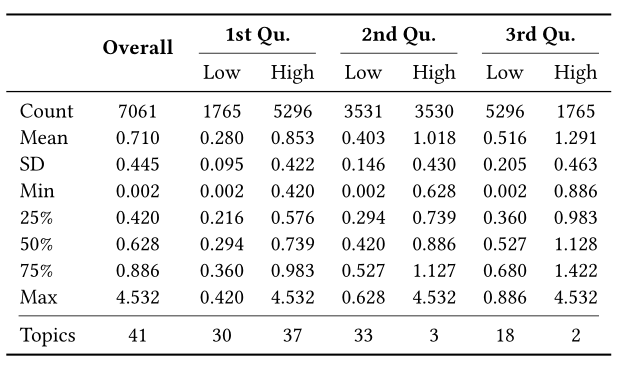 Overall 1st Qu. 2nd Qu. 3rd Qu.
Low High Low High Low High
Count 7061 1765 5296 3531 3530 5296 1765
Mean 0.710 0.280 0.853 0.403 1.018 0.516 1.291
SD 0.445 0.095 0.422 0.146 0.430 0.205 0.463
Min 0.002 0.002 0.420 0.002 0.628 0.002 0.886
25% 0.420 0.216 0.576 0.294 0.739 0.360 0.983
50% 0.628 0.294 0.739 0.420 0.886 0.527 1.128
75% 0.886 0.360 0.983 0.527 1.127 0.680 1.422
Max 4.532 0.420 4.532 0.628 4.532 0.886 4.532
Topics 41 30 37 33 3 18 2